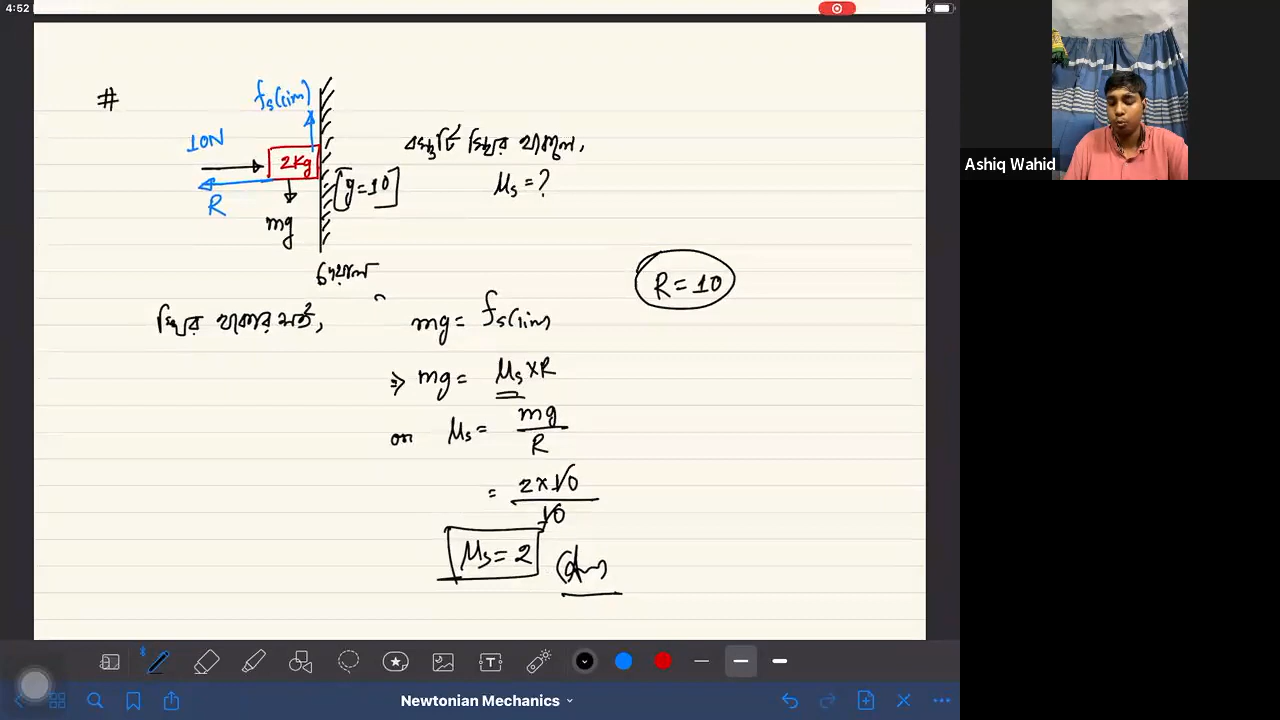 4:52
#
fs(lim)
10N
2Kg
R
mg
[g=10]
বস্তুটি স্থির থাকলে,
μs = ?
দেয়াল
R = 10
স্থির থাকার শর্ত,
mg = fs(lim)
⇒ mg = μs × R
or μs = mg/R
= 2×10/10
μs = 2 (Ans)
Ashiq Wahid
Newtonian Mechanics